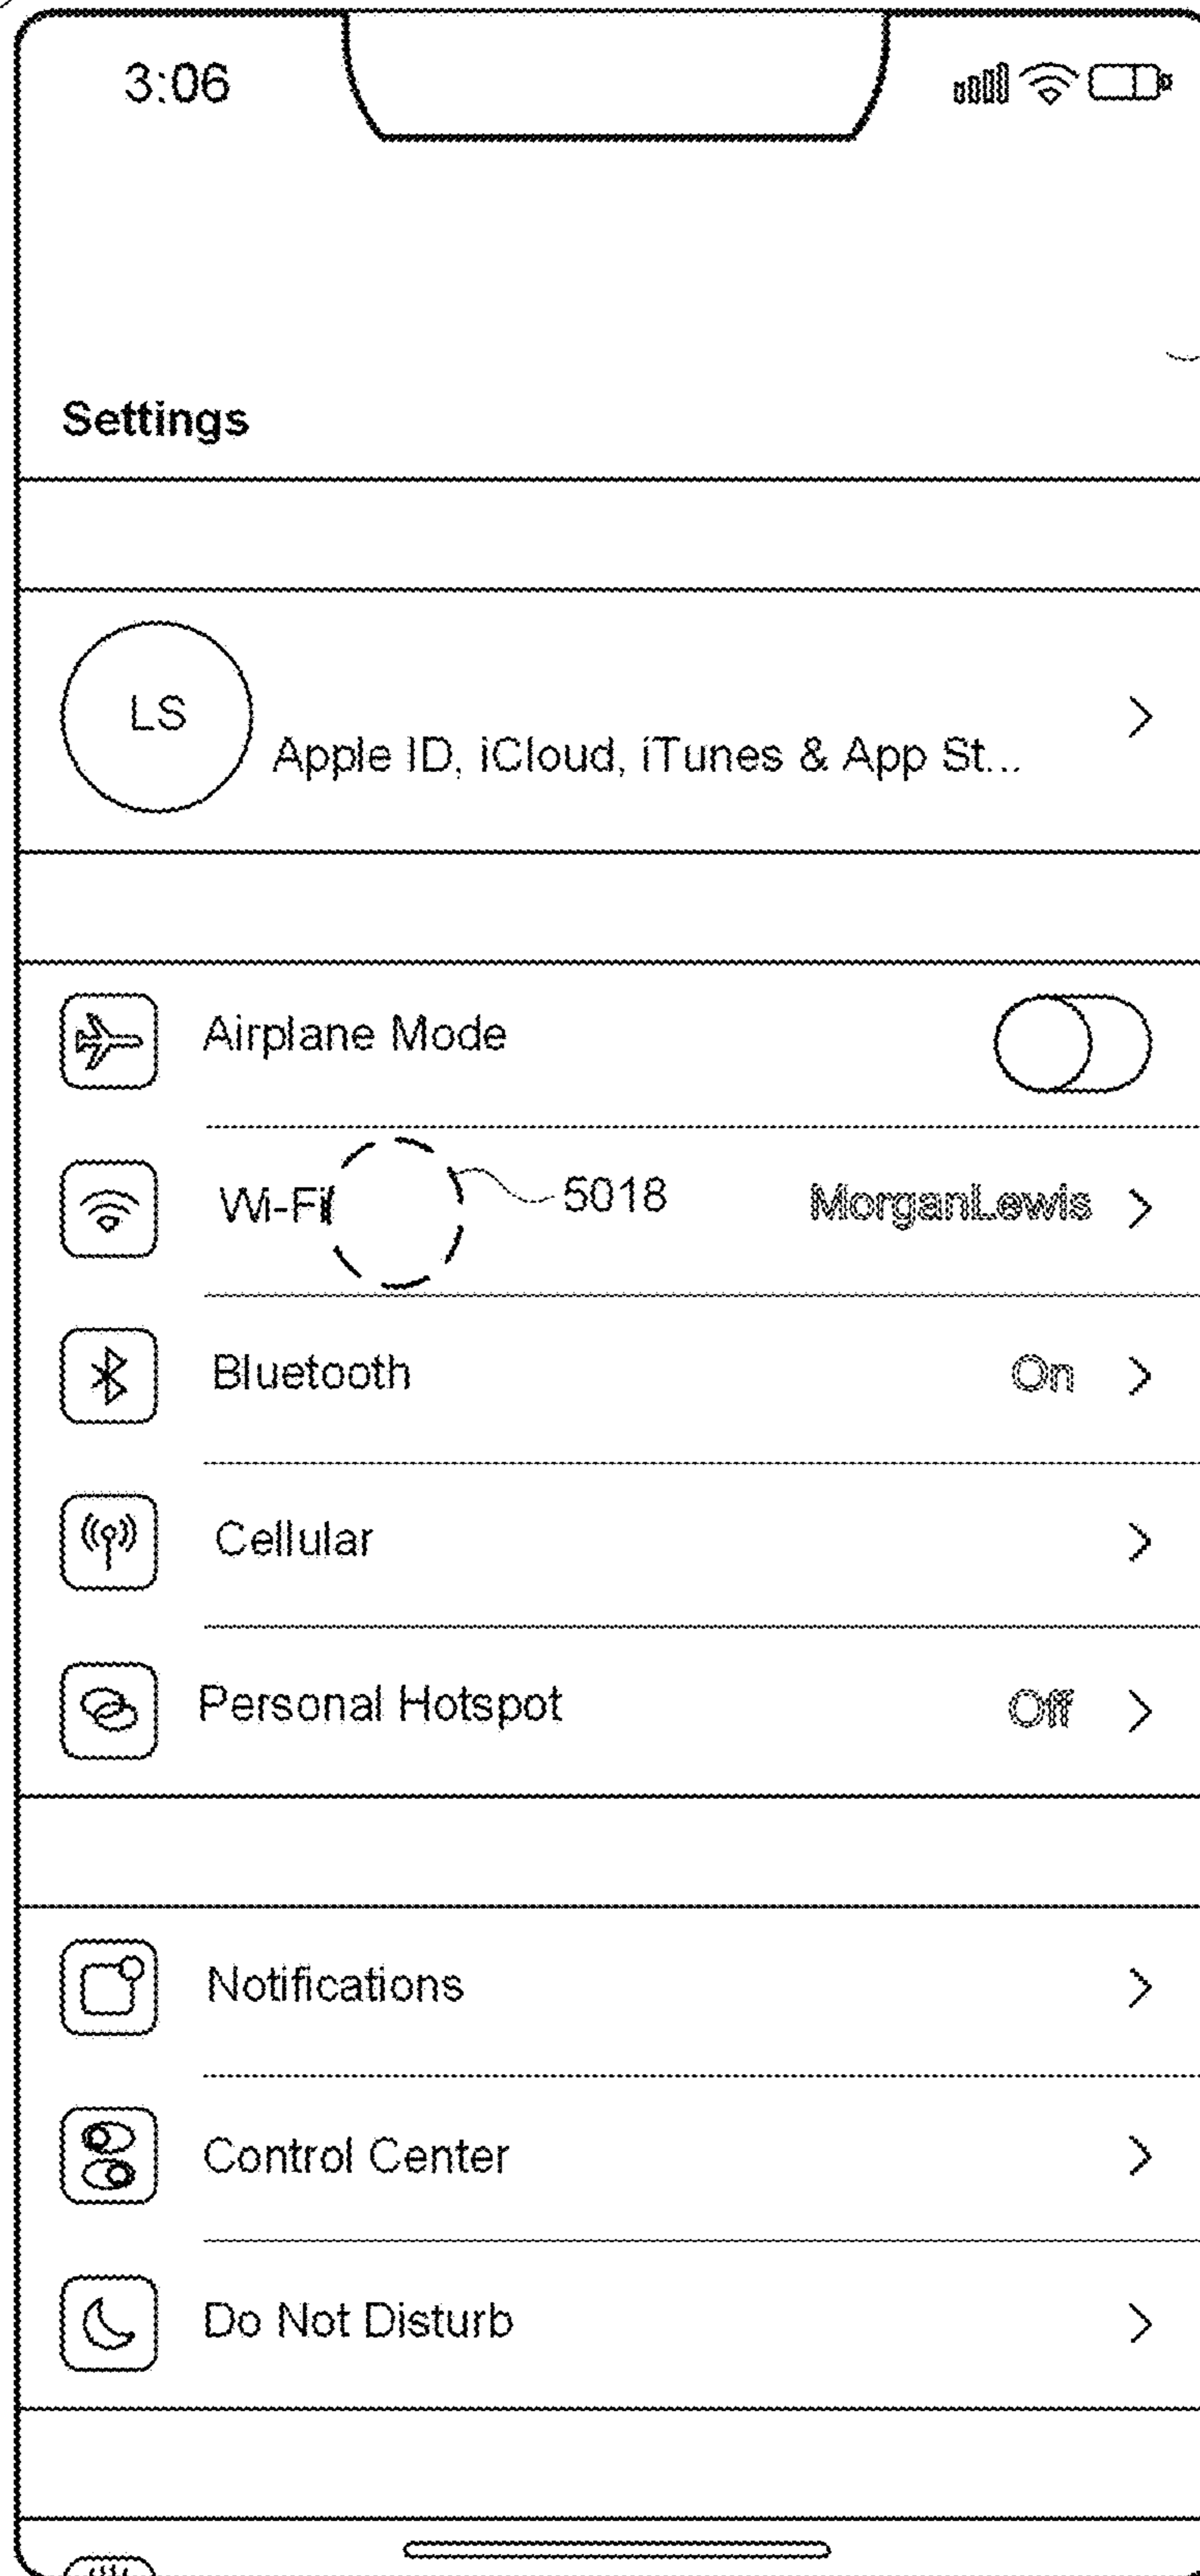 3:06
Settings
LS
Apple ID, iCloud, iTunes & App St...
Airplane Mode
Wi-Fi 5018 MorganLewis
Bluetooth On
Cellular
Personal Hotspot Off
Notifications
Control Center
Do Not Disturb